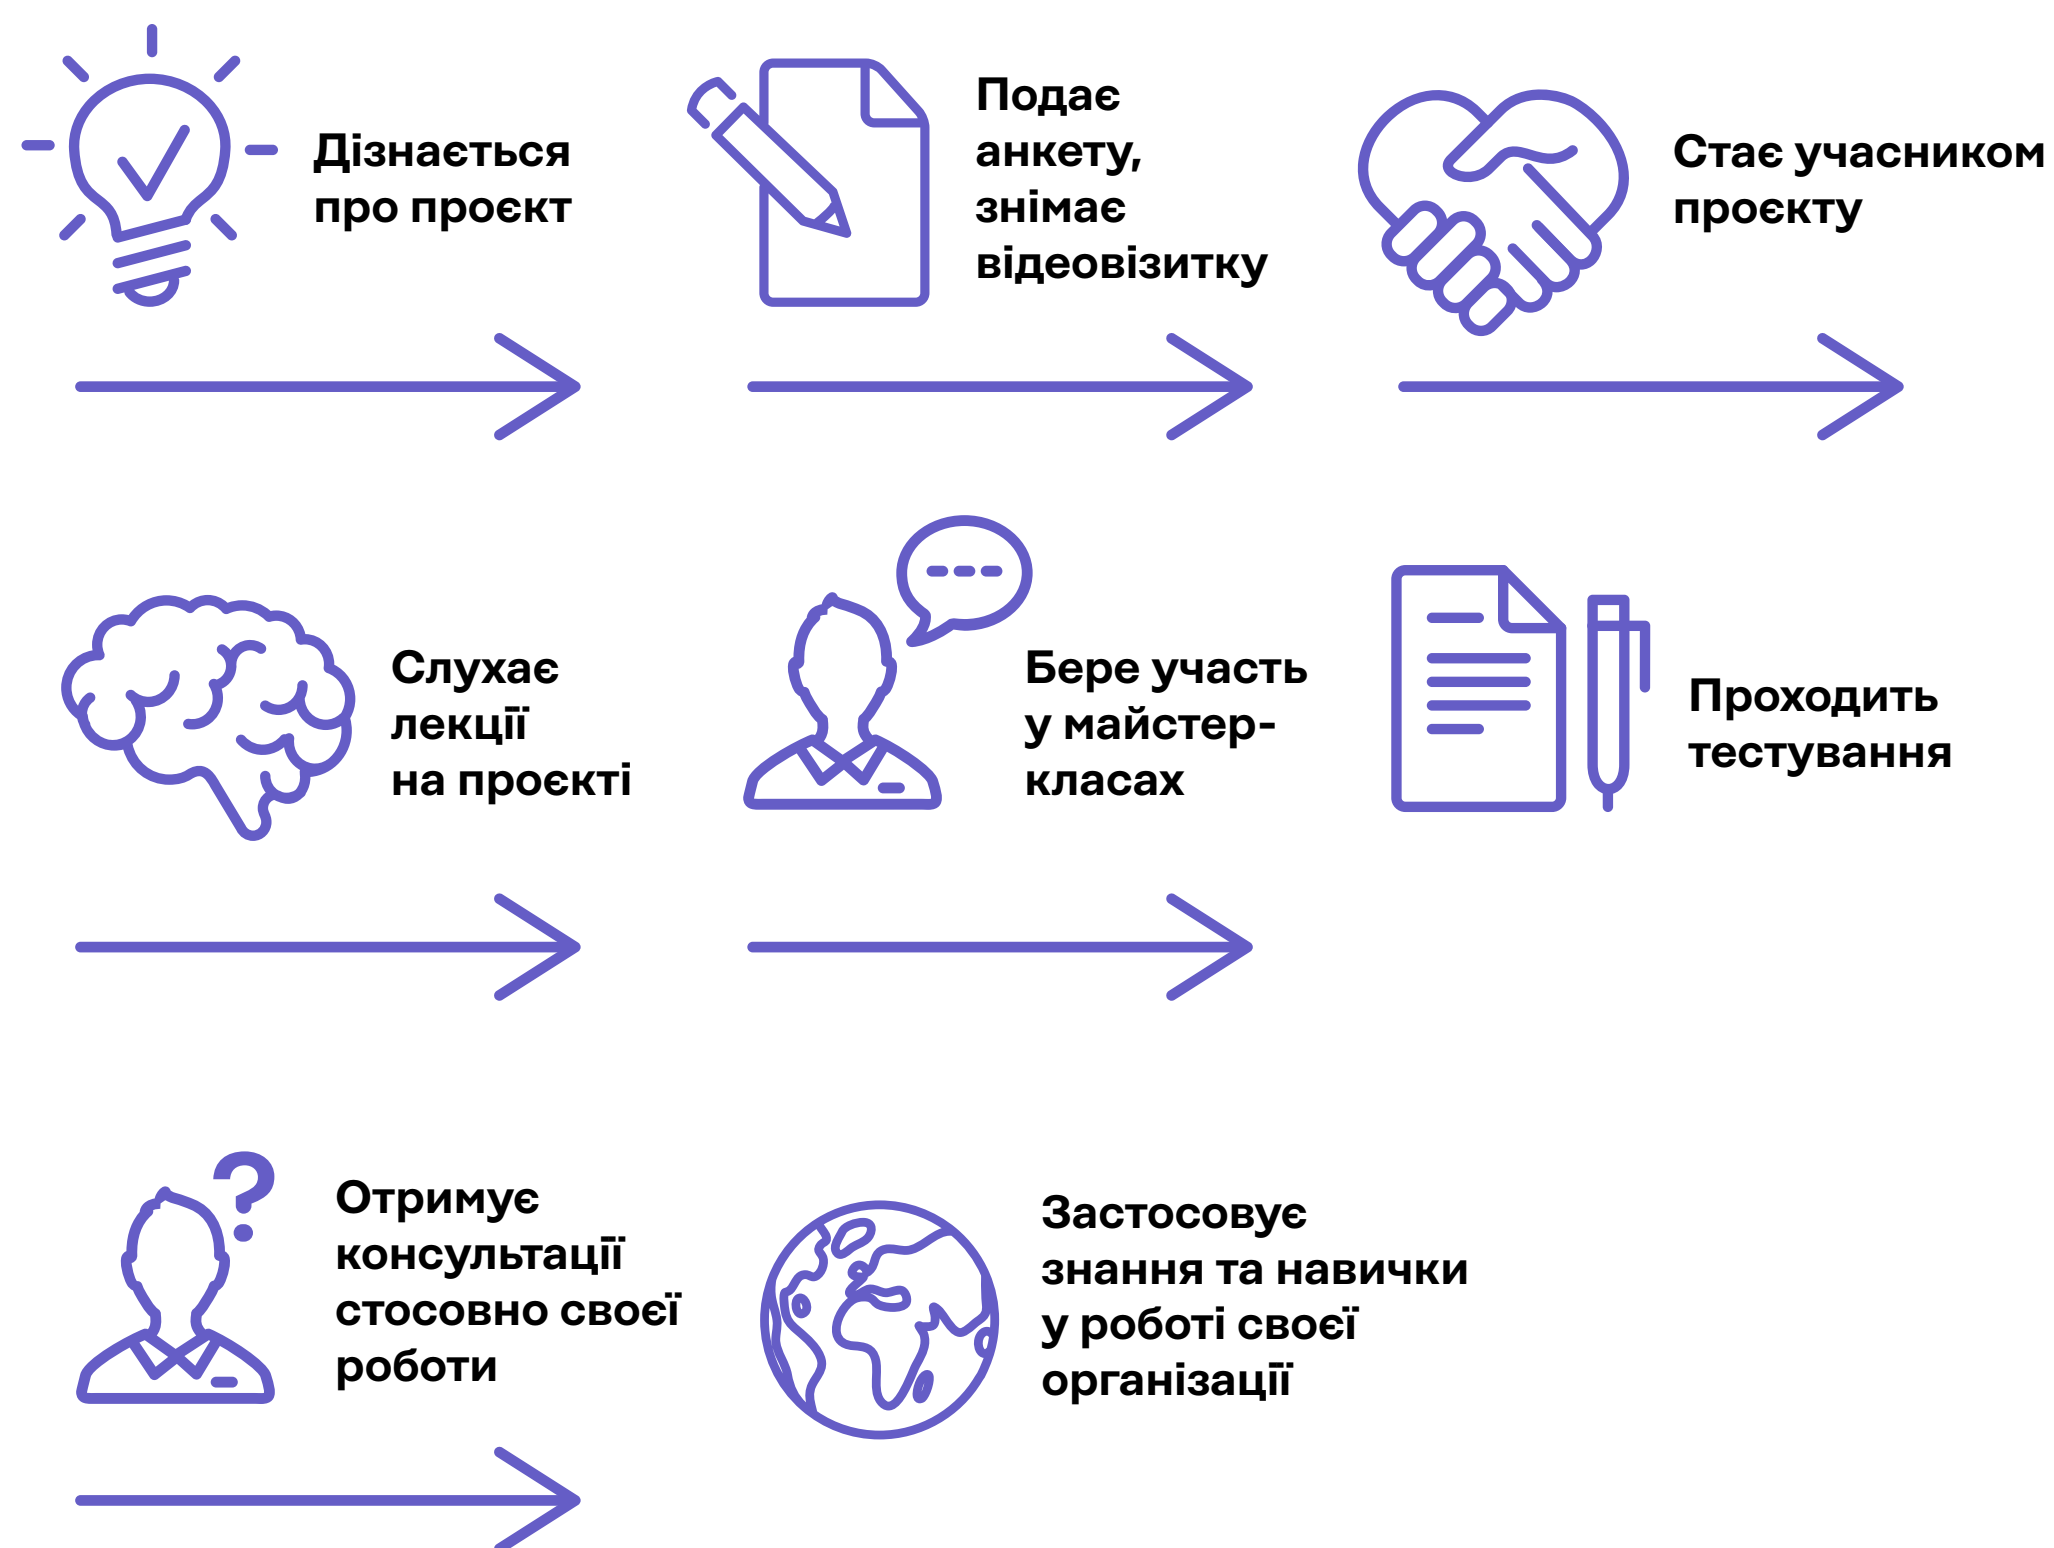 Дізнається
про проєкт
Подає
анкету,
знімає
відеовізитку
Стає учасником
проєкту
Слухає
лекції
на проєкті
Бере участь
у майстер-
класах
Проходить
тестування
Отримує
консультації
стосовно своєї
роботи
Застосовує
знання та навички
у роботі своєї
організації